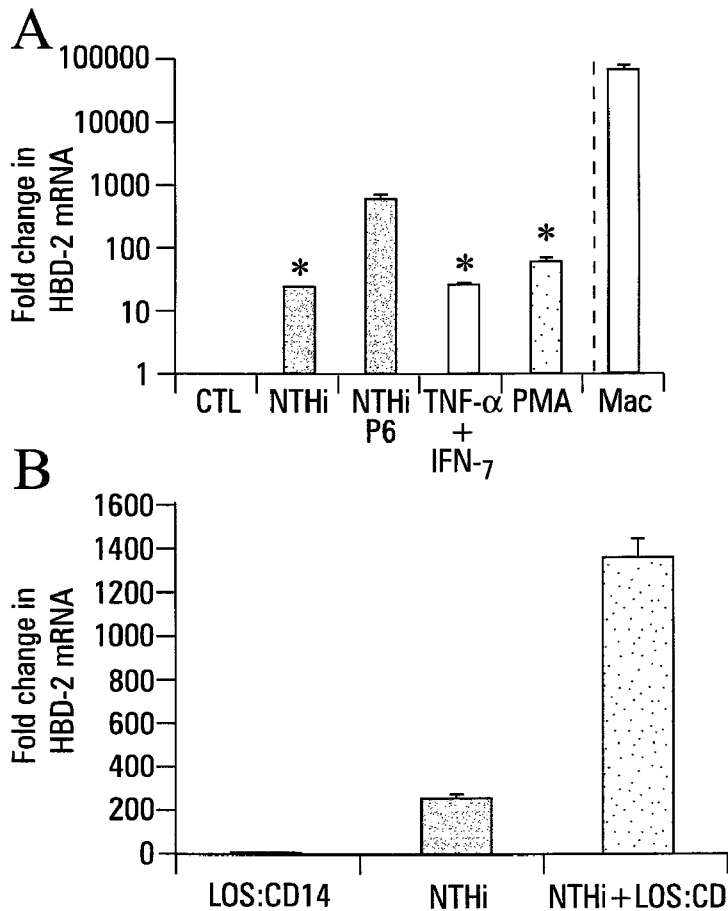 A
Fold change in
HBD-2 mRNA
100000
10000
1000
100
10
1
*
*
*
CTL
NTHi
NTHi
P6
TNF-α
+
IFN-7
PMA
Mac
B
Fold change in
HBD-2 mRNA
1600
1400
1200
1000
800
600
400
200
0
LOS:CD14
NTHi
NTHi+LOS:CD